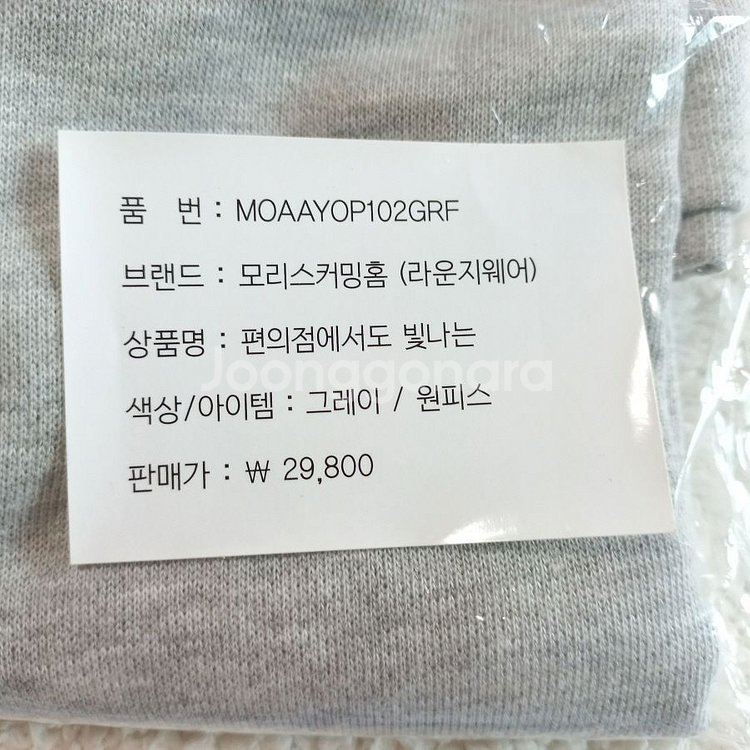 품 번 : MOAAYOP102GRF
브랜드 : 모리스커밍홈 (라운지웨어)
상품명 : 편의점에서도 빛나는
Joonggonara
색상/아이템 : 그레이 / 원피스
판매가 : ₩ 29,800